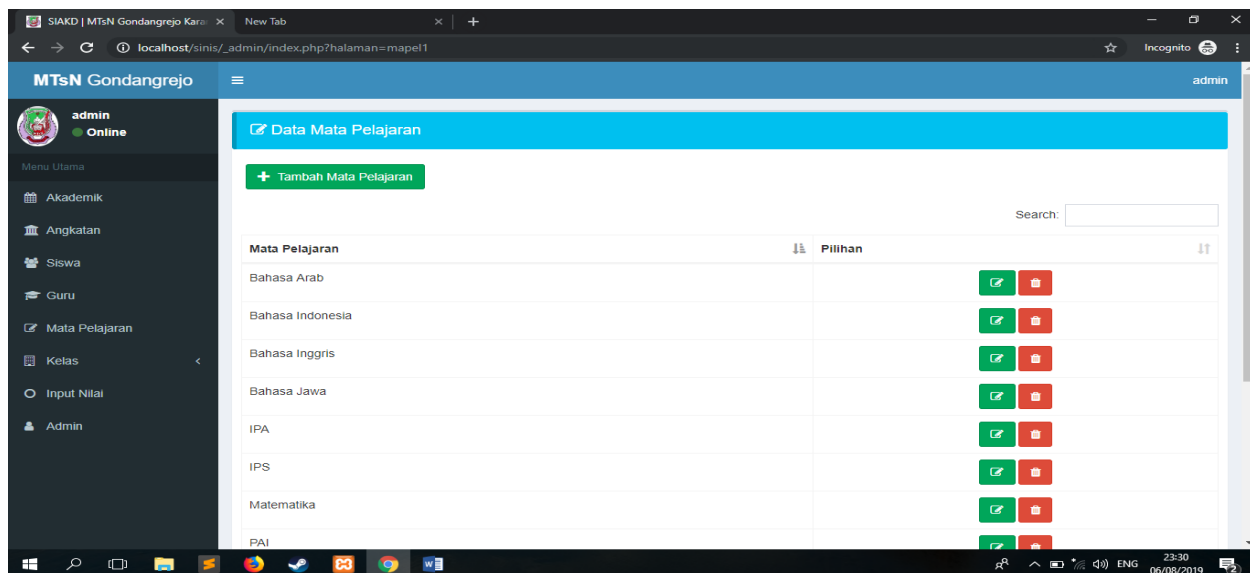 SIAKD | MTsN Gondangrejo Kara
New Tab
localhost/sinis/_admin/index.php?halaman=mapel1
Incognito
MTsN Gondangrejo
admin
admin
Online
Menu Utama
Akademik
Angkatan
Siswa
Guru
Mata Pelajaran
Kelas
Input Nilai
Admin
Data Mata Pelajaran
Tambah Mata Pelajaran
Search:
Mata Pelajaran Pilihan
Bahasa Arab
Bahasa Indonesia
Bahasa Inggris
Bahasa Jawa
IPA
IPS
Matematika
PAI
ENG
23:30
06/08/2019